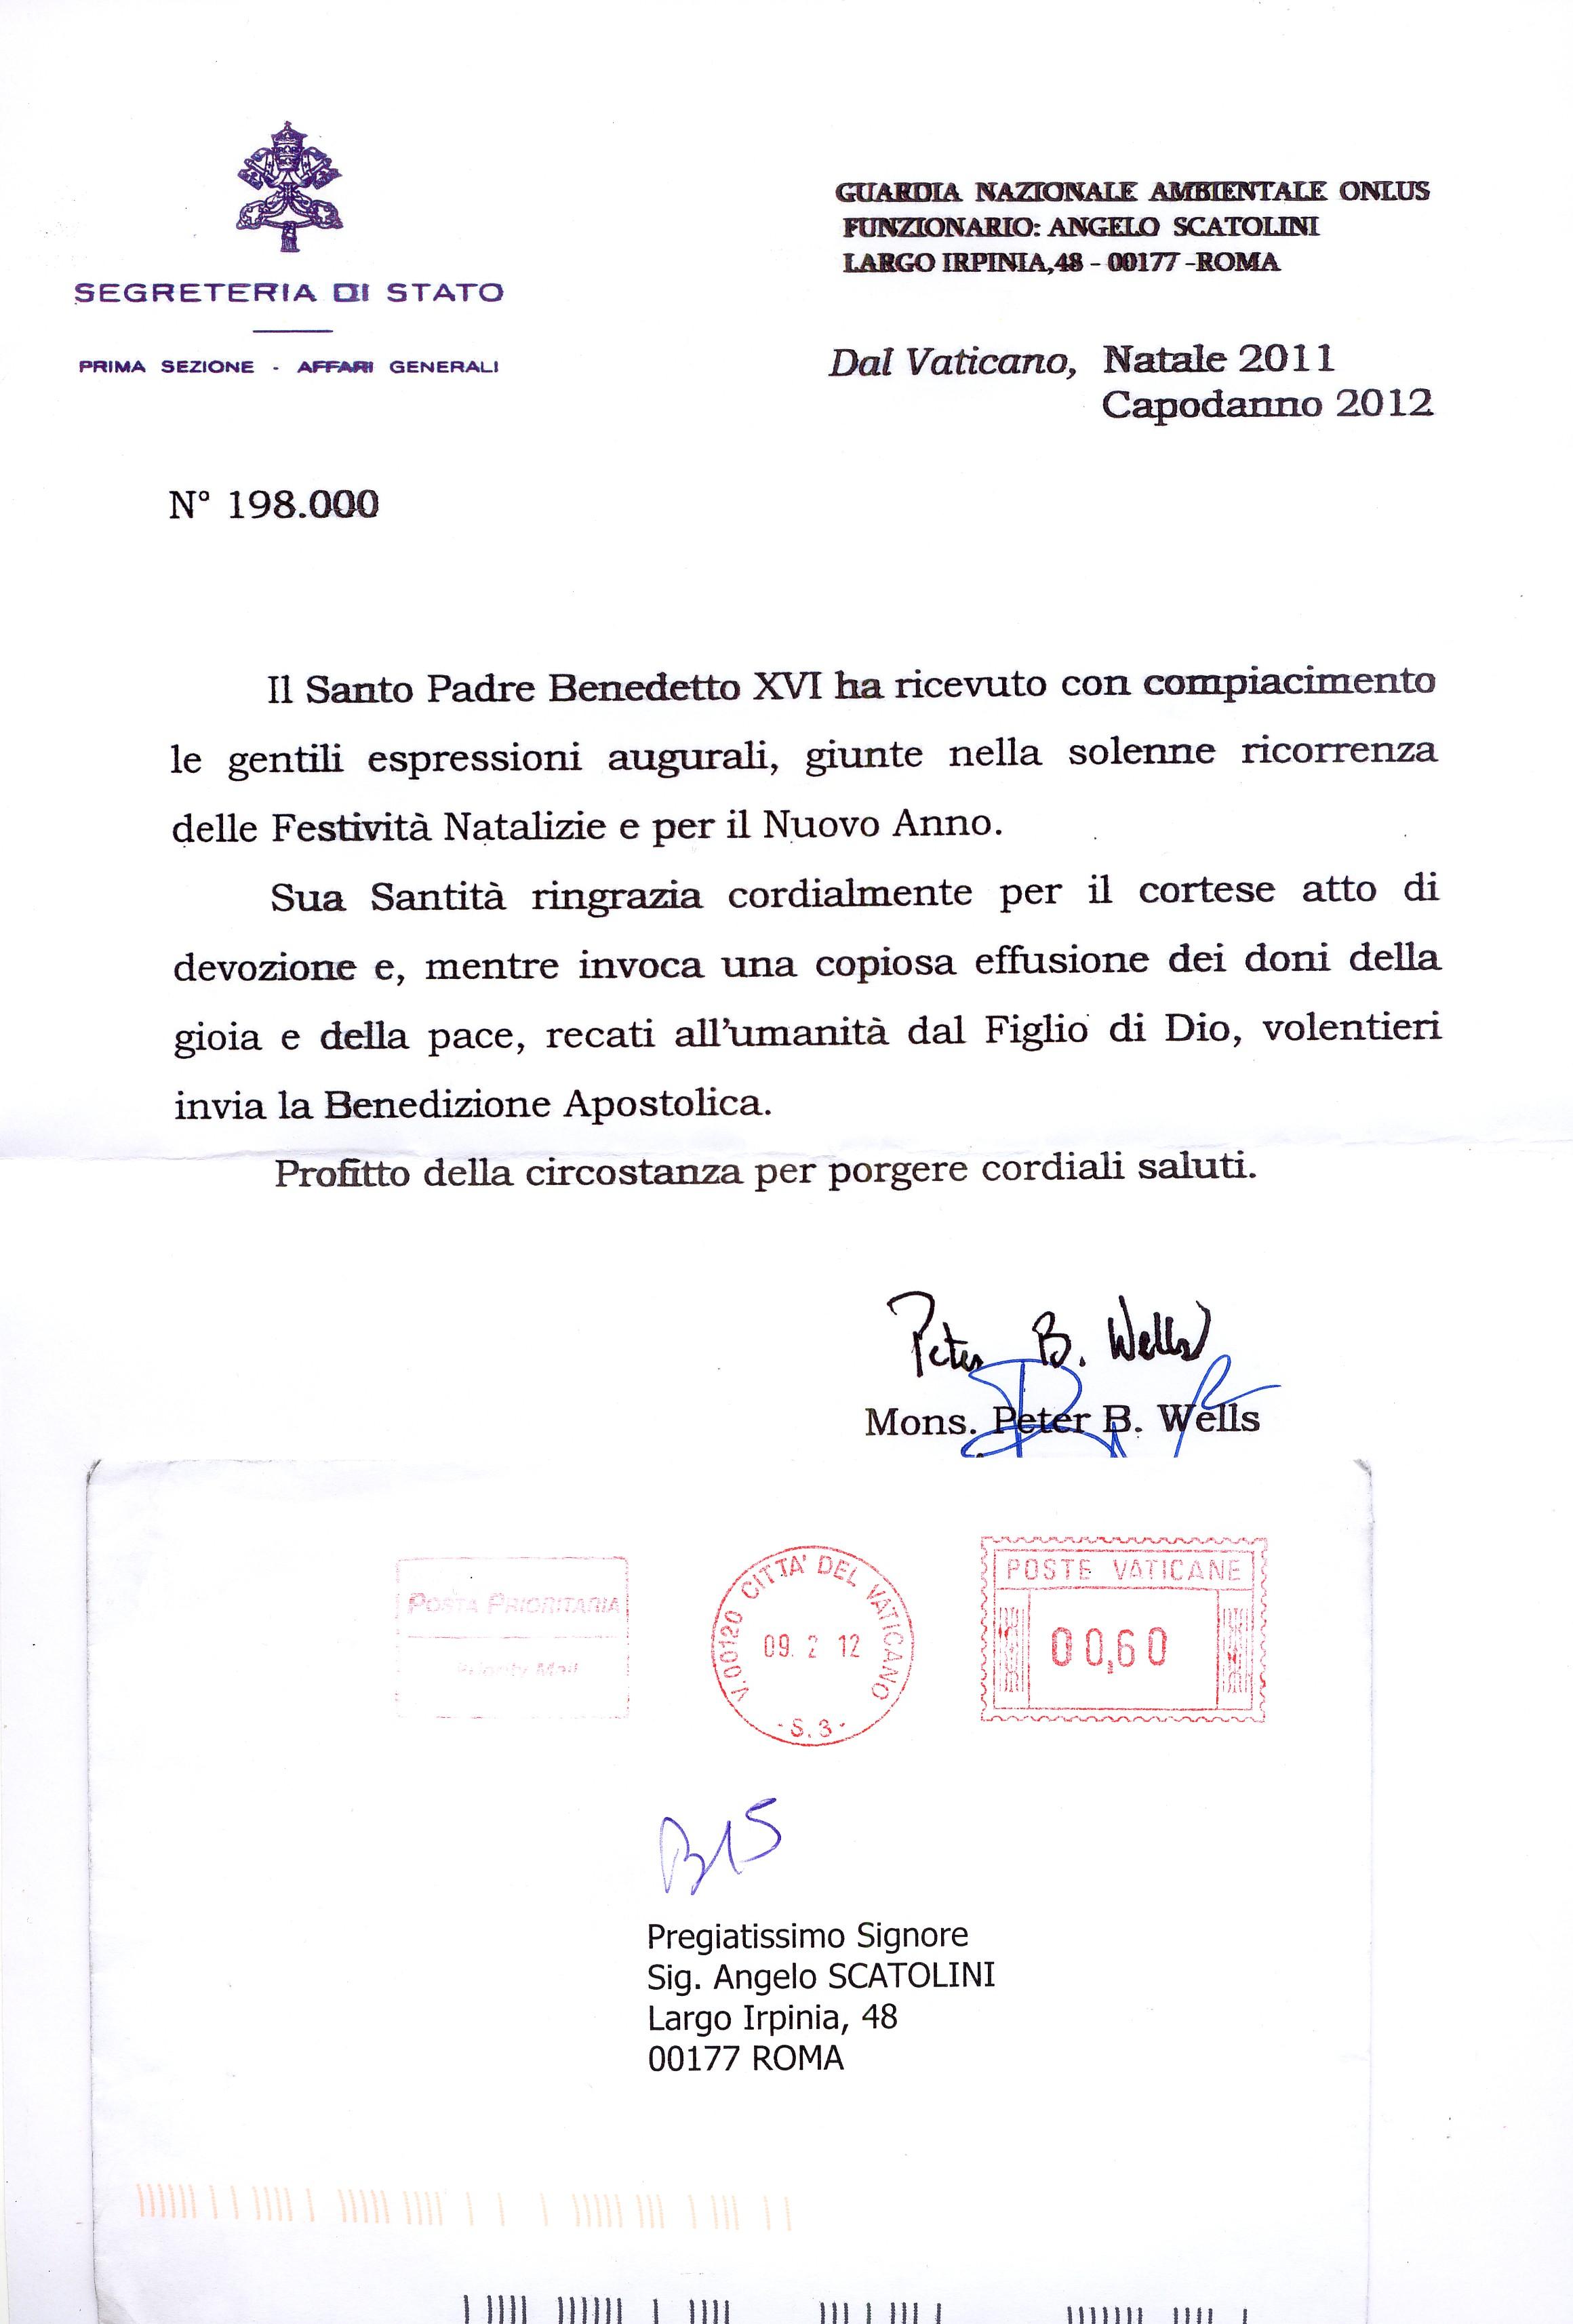 SEGRETERIA DI STATO
PRIMA SEZIONE - AFFARI GENERALI
GUARDIA NAZIONALE AMBIENTALE ONLUS
FUNZIONARIO: ANGELO SCATOLINI
LARGO IRPINIA,48 - 00177 -ROMA
Dal Vaticano, Natale 2011
Capodanno 2012
N° 198.000
Il Santo Padre Benedetto XVI ha ricevuto con compiacimento
le gentili espressioni augurali, giunte nella solenne ricorrenza
delle Festività Natalizie e per il Nuovo Anno.
Sua Santità ringrazia cordialmente per il cortese atto di
devozione e, mentre invoca una copiosa effusione dei doni della
gioia e della pace, recati all'umanità dal Figlio di Dio, volentieri
invia la Benedizione Apostolica.
Profitto della circostanza per porgere cordiali saluti.
Peter B. Wells
Mons. Peter B. Wells
POSTA PRIORITARIA
Priority Mail
V.00120 CITTA' DEL VATICANO
09. 2 12
- S. 3 -
POSTE VATICANE
00,60
Pregiatissimo Signore
Sig. Angelo SCATOLINI
Largo Irpinia, 48
00177 ROMA